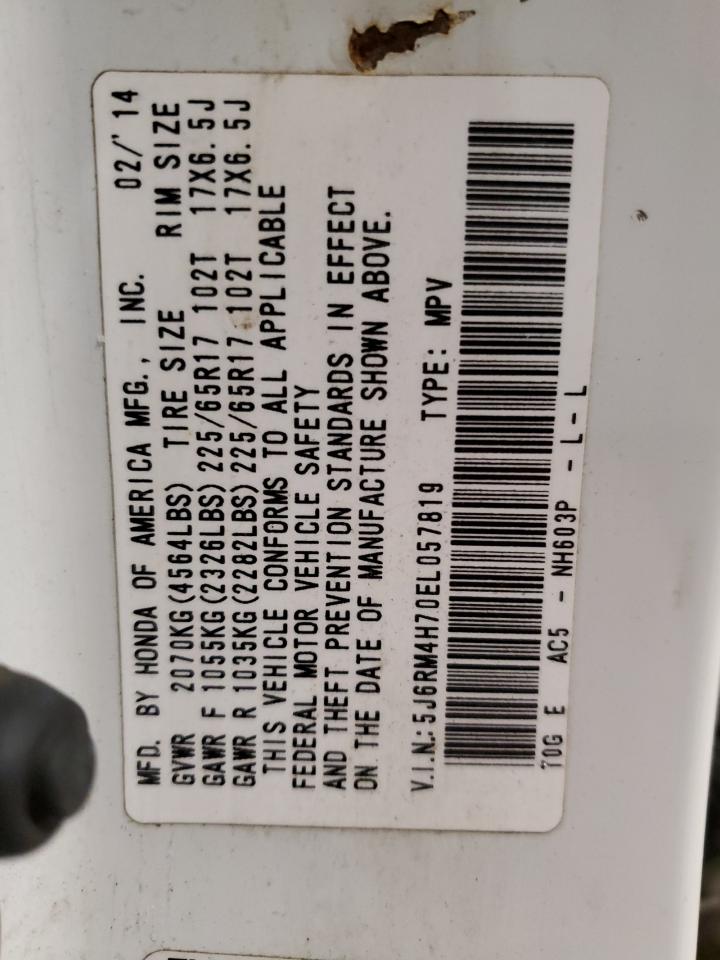 MFD. BY HONDA OF AMERICA MFG., INC. 02/'14
GVWR 2070KG(4564LBS) TIRE SIZE RIM SIZE
GAWR F 1055KG(2326LBS) 225/65R17 102T 17X6.5J
GAWR R 1035KG(2282LBS) 225/65R17 102T 17X6.5J
THIS VEHICLE CONFORMS TO ALL APPLICABLE
FEDERAL MOTOR VEHICLE SAFETY
AND THEFT PREVENTION STANDARDS IN EFFECT
ON THE DATE OF MANUFACTURE SHOWN ABOVE.
V.I.N.:5J6RM4H70EL057819 TYPE: MPV
70G E AC5 - NH603P - L - L